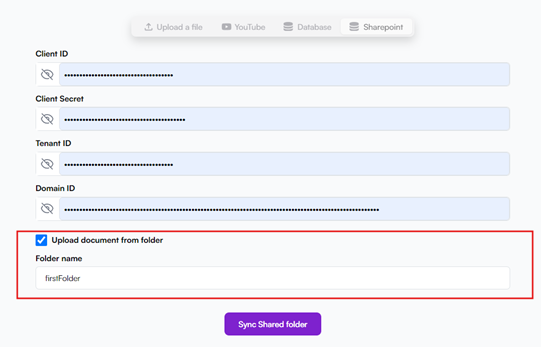 Upload a file YouTube Database Sharepoint
Client ID
••••••••••••••••••••••••••••••••••••
Client Secret
••••••••••••••••••••••••••••••••••••••••
Tenant ID
••••••••••••••••••••••••••••••••••••
Domain ID
••••••••••••••••••••••••••••••••••••••••••••••••••••••••••••••••••••••••••••••••••••••••••••••••••••••••
Upload document from folder
Folder name
firstFolder
Sync Shared folder